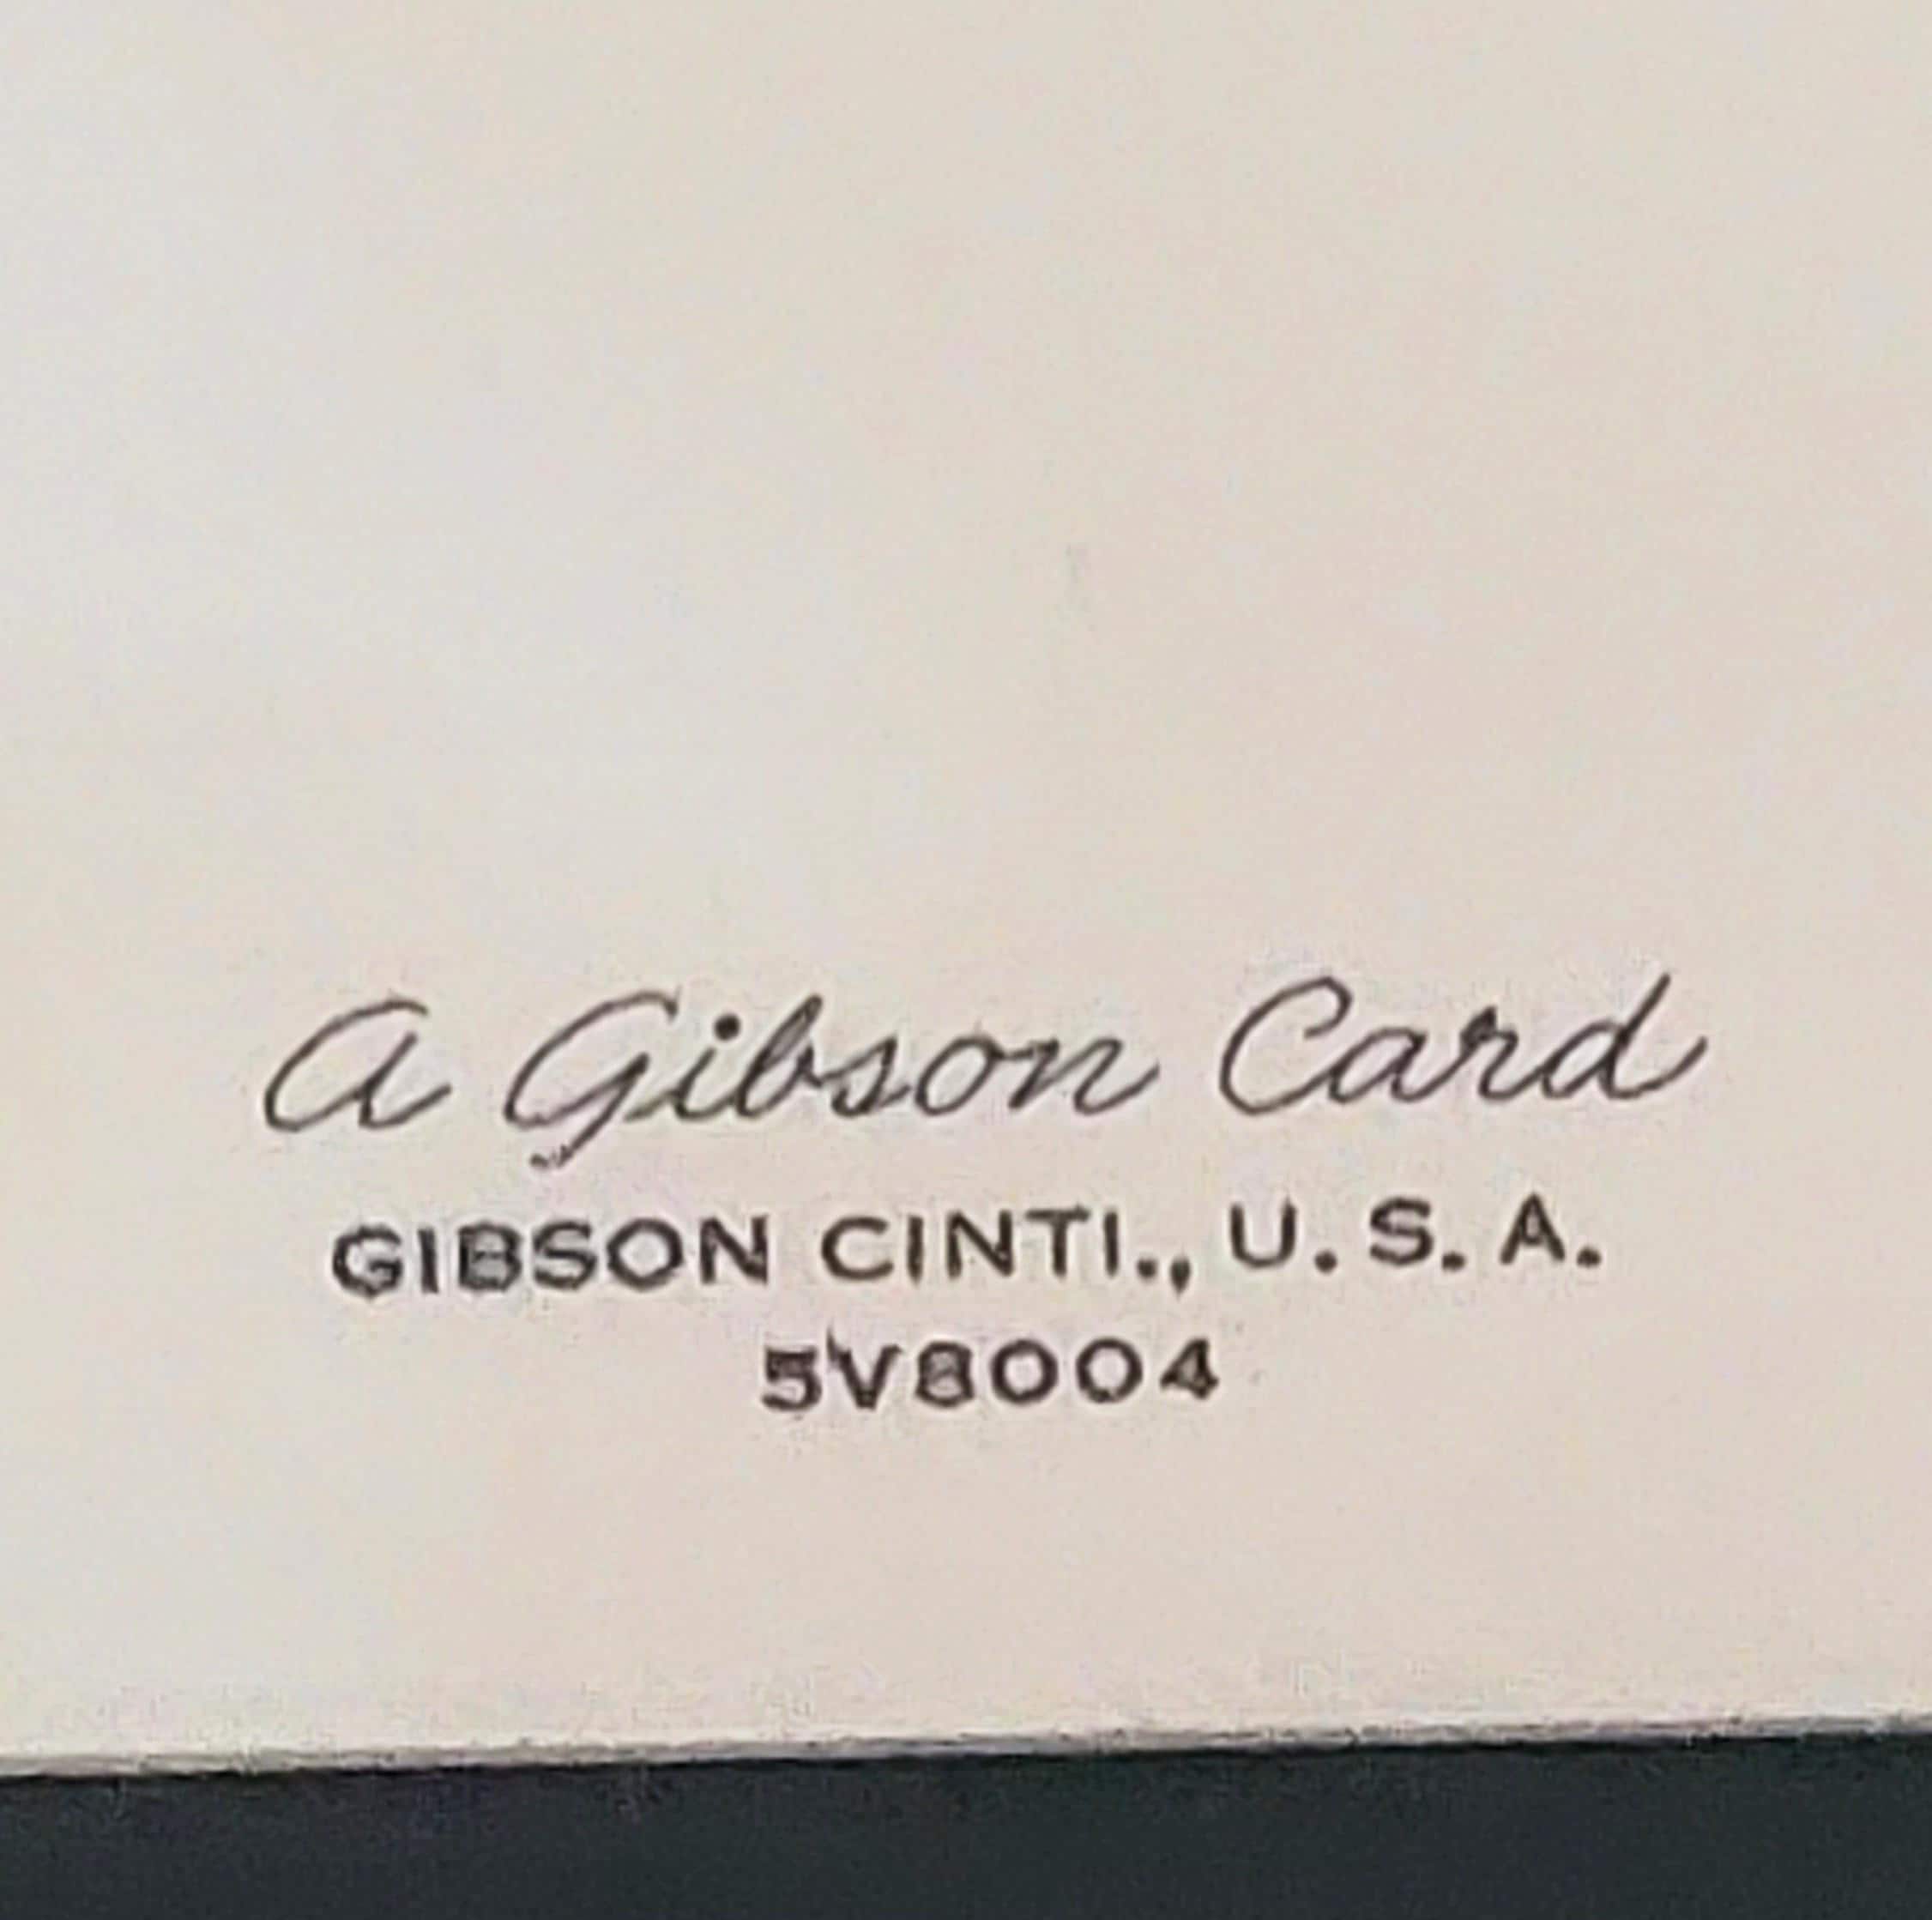 A Gibson Card
GIBSON CINTI., U.S.A.
5V8004